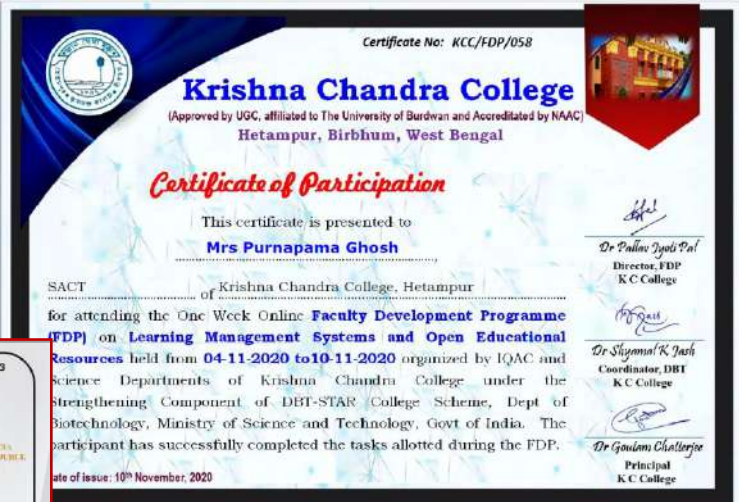 Certificate No: KCC/FDP/058
Krishna Chandra College
(Approved by UGC, affiliated to The University of Burdwan and Accreditated by NAAC)
Hetampur, Birbhum, West Bengal
Certificate of Participation
This certificate is presented to
Mrs Purnapama Ghosh
SACT of Krishna Chandra College, Hetampur
for attending the One Week Online Faculty Development Programme
(FDP) on Learning Management Systems and Open Educational
Resources held from 04-11-2020 to10-11-2020 organized by IQAC and
Science Departments of Krishna Chandra College under the
Strengthening Component of DBT-STAR College Scheme, Dept of
Biotechnology, Ministry of Science and Technology, Govt of India. The
participant has successfully completed the tasks allotted during the FDP.
ate of issue: 10th November, 2020
Dr Pallav Jyoti Pal
Director, FDP
K C College
Dr Shyamal K Jash
Coordinator, DBT
K C College
Dr Goutam Chatterjee
Principal
K C College
3